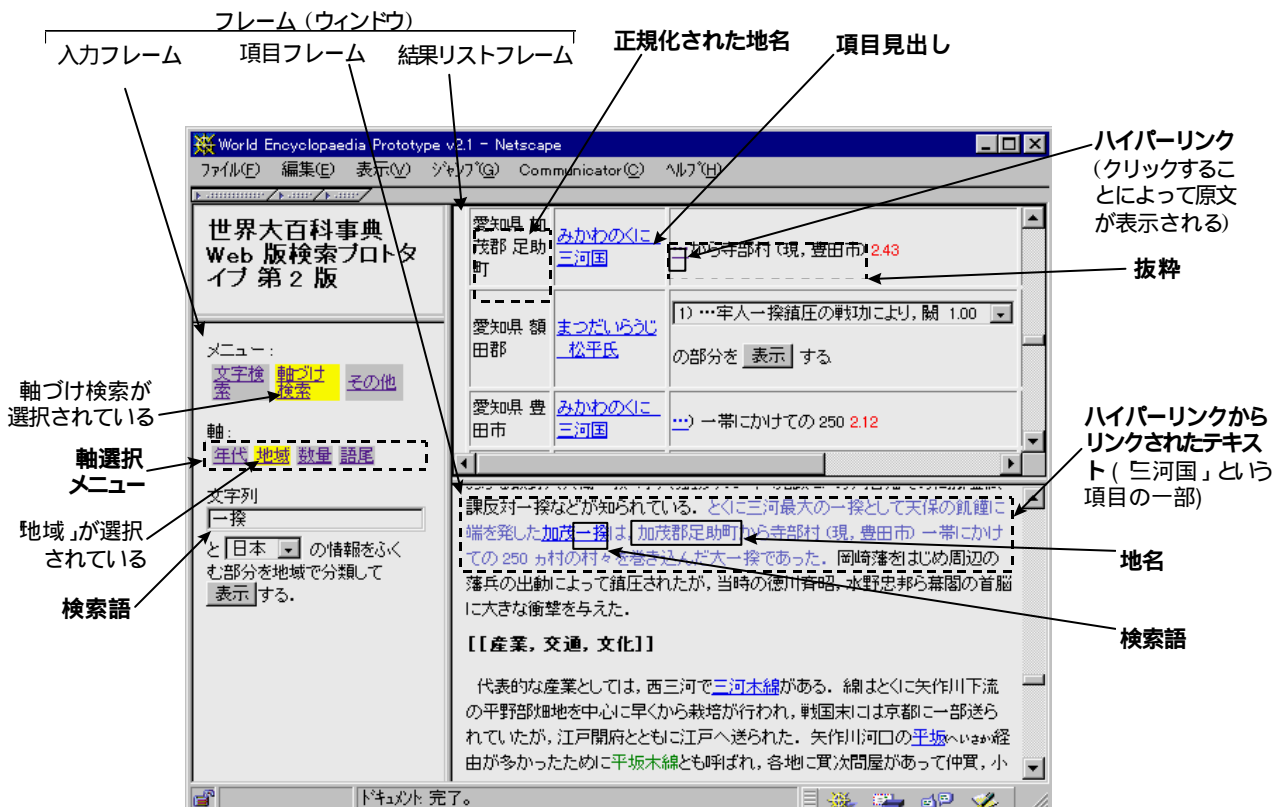 フレーム（ウィンドウ）
入力フレーム
項目フレーム
結果リストフレーム
正規化された地名
項目見出し
ハイパーリンク
（クリックするこ
とによって原文
が表示される）
抜粋
World Encyclopaedia Prototype v2.1 - Netscape
ファイル(F) 編集(E) 表示(V) ジャンプ(G) Communicator(C) ヘルプ(H)
世界大百科事典
Web 版検索プロトタ
イプ 第 2 版
メニュー：
文字検
索
軸づけ
検索
その他
軸：
年代 地域 数量 語尾
文字列
一揆
と 日本 の情報をふく
む部分を地域で分類して
表示 する．
軸づけ検索が
選択されている
軸選択
メニュー
「地域」が選択
されている
検索語
愛知県 加
茂郡 足助
町
みかわのくに
三河国
…から寺部村（現，豊田市） 2.43
愛知県 額
田郡
まつだいらうじ
松平氏
1) …牢人一揆鎮圧の戦功により，関 1.00
の部分を 表示 する
愛知県 豊
田市
みかわのくに
三河国
…）一帯にかけての 250 2.12
課反対一揆などが知られている．とくに三河最大の一揆として天保の飢饉に
端を発した加茂一揆は，加茂郡足助町から寺部村（現，豊田市）一帯にかけ
ての 250 ヵ村の村々を巻き込んだ大一揆であった．岡崎藩をはじめ周辺の
藩兵の出動によって鎮圧されたが，当時の徳川斉昭，水野忠邦ら幕閣の首脳
に大きな衝撃を与えた．
[[産業，交通，文化]]
代表的な産業としては，西三河で三河木綿がある．綿はとくに矢作川下流
の平野部畑地を中心に早くから栽培が行われ，戦国末には京都に一部送ら
れていたが，江戸開府とともに江戸へ送られた．矢作川河口の平坂へいさか経
由が多かったために平坂木綿とも呼ばれ，各地に買次問屋があって仲買，小
ハイパーリンクから
リンクされたテキス
ト（「三河国」という
項目の一部）
地名
検索語
ドキュメント: 完了。